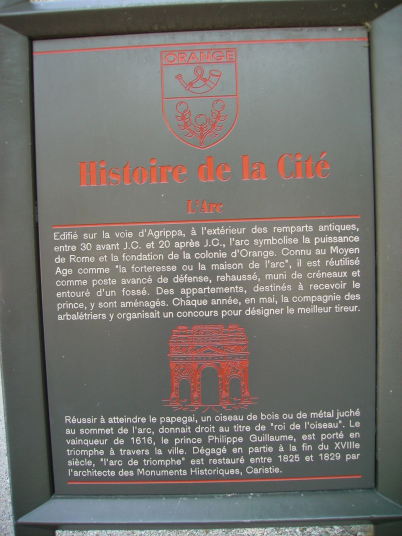 ORANGE
Histoire de la Cité
L'Arc
Edifié sur la voie d'Agrippa, à l'extérieur des remparts antiques,
entre 30 avant J.C. et 20 après J.C., l'arc symbolise la puissance
de Rome et la fondation de la colonie d'Orange. Connu au Moyen
Age comme "la forteresse ou la maison de l'arc", il est réutilisé
comme poste avancé de défense, rehaussé, muni de créneaux et
entouré d'un fossé. Des appartements, destinés à recevoir le
prince, y sont aménagés. Chaque année, en mai, la compagnie des
arbalétriers y organisait un concours pour désigner le meilleur tireur.
Réussir à atteindre le papegai, un oiseau de bois ou de métal juché
au sommet de l'arc, donnait droit au titre de "roi de l'oiseau". Le
vainqueur de 1616, le prince Philippe Guillaume, est porté en
triomphe à travers la ville. Dégagé en partie à la fin du XVIIIe
siècle, "l'arc de triomphe" est restauré entre 1825 et 1829 par
l'architecte des Monuments Historiques, Caristie.